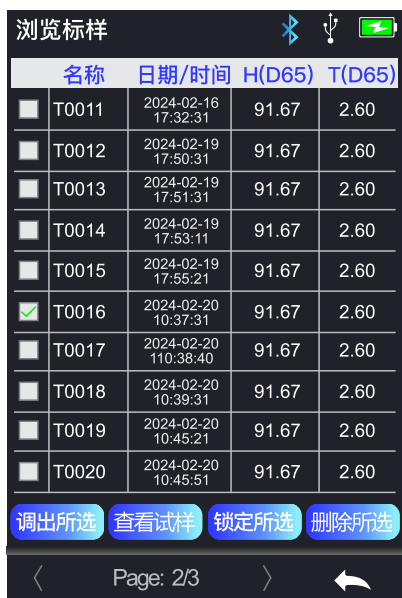 浏览标样
名称 日期/时间 H(D65) T(D65)
T0011 2024-02-16 17:32:31 91.67 2.60
T0012 2024-02-19 17:50:31 91.67 2.60
T0013 2024-02-19 17:51:31 91.67 2.60
T0014 2024-02-19 17:53:11 91.67 2.60
T0015 2024-02-19 17:55:21 91.67 2.60
T0016 2024-02-20 10:37:31 91.67 2.60
T0017 2024-02-20 110:38:40 91.67 2.60
T0018 2024-02-20 10:39:31 91.67 2.60
T0019 2024-02-20 10:45:21 91.67 2.60
T0020 2024-02-20 10:45:51 91.67 2.60
调出所选 查看试样 锁定所选 删除所选
Page: 2/3